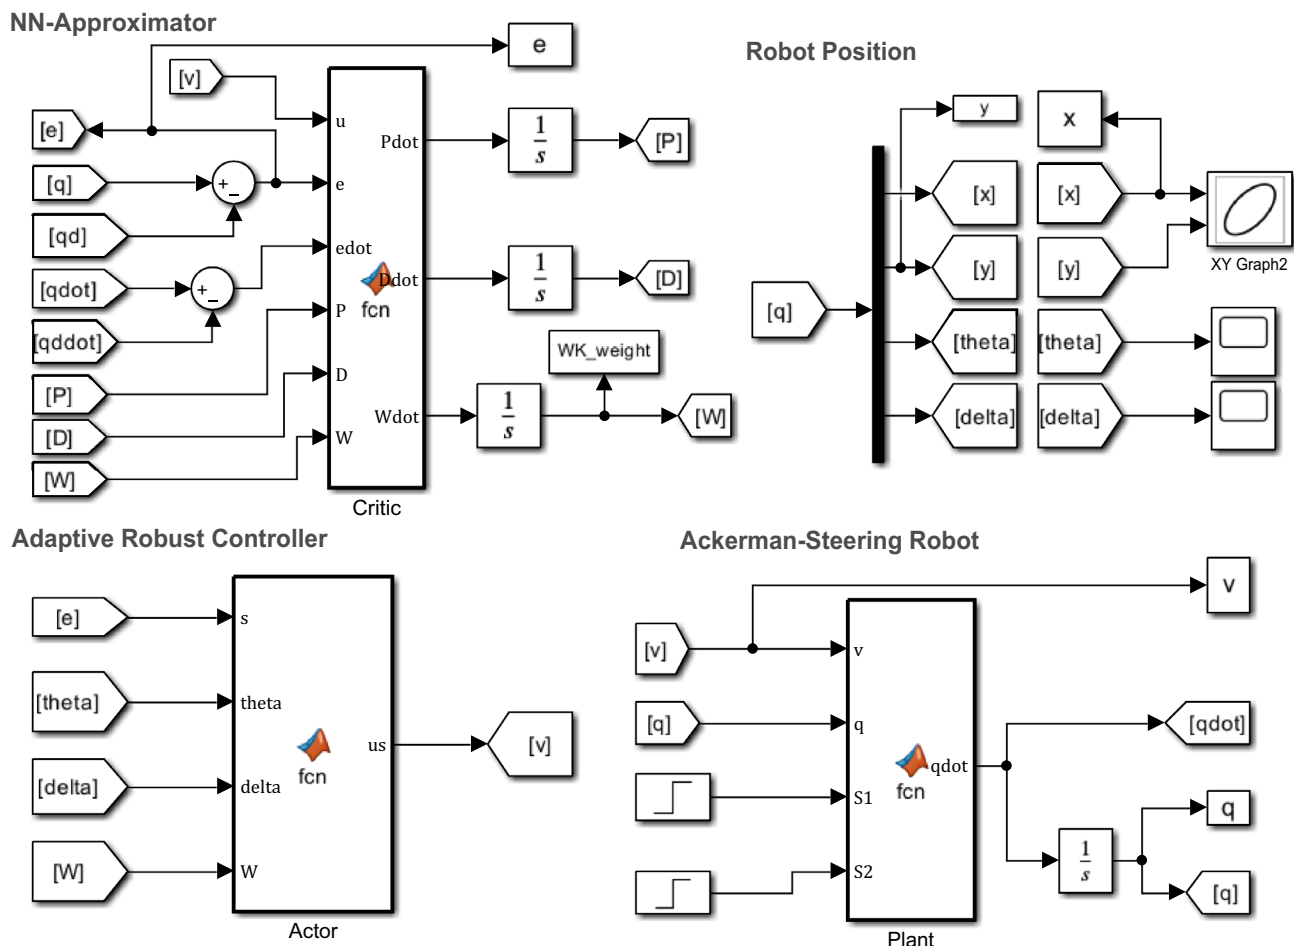 NN-Approximator
e
[v]
[e]
[q]
[qd]
[qdot]
[qddot]
[P]
[D]
[W]
+
−
+
−
u
e
edot
P
D
W
Pdot
Ddot
Wdot
fcn
Critic
1
s
[P]
1
s
[D]
WK_weight
1
s
[W]
Robot Position
y
x
[x]
[x]
[y]
[y]
XY Graph2
[q]
[theta]
[theta]
[delta]
[delta]
Adaptive Robust Controller
[e]
s
[theta]
theta
us
[v]
fcn
[delta]
delta
[W]
W
Actor
Ackerman-Steering Robot
v
[v]
v
[q]
q
[qdot]
qdot
fcn
S1
S2
q
1
s
[q]
Plant